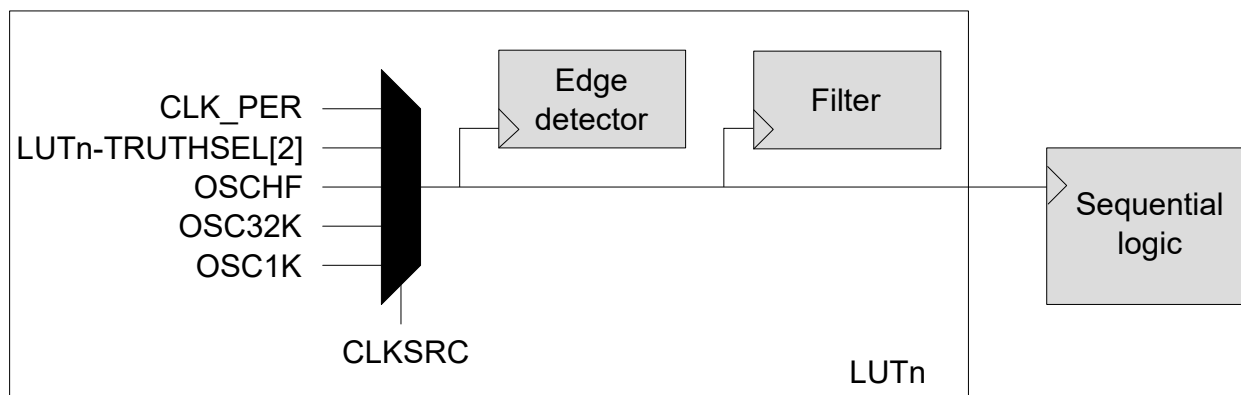 Edge
detector
Filter
CLK_PER
LUTn-TRUTHSEL[2]
OSCHF
OSC32K
OSC1K
Sequential
logic
CLKSRC
LUTn